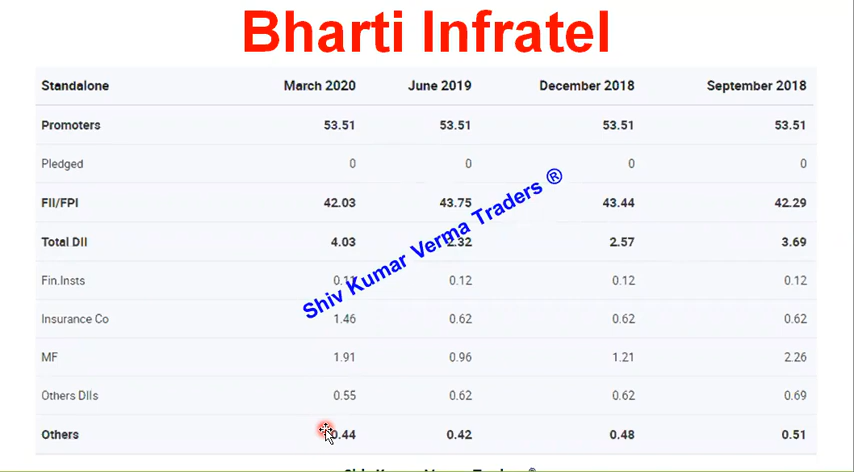 Bharti Infratel
Standalone March 2020 June 2019 December 2018 September 2018
Promoters 53.51 53.51 53.51 53.51
Pledged 0 0 0 0
FII/FPI 42.03 43.75 43.44 42.29
Total DII 4.03 2.32 2.57 3.69
Fin.Insts 0.12 0.12 0.12
Insurance Co 1.46 0.62 0.62 0.62
MF 1.91 0.96 1.21 2.26
Others DIIs 0.55 0.62 0.62 0.69
Others 0.44 0.42 0.48 0.51
Shiv Kumar Verma Traders ®